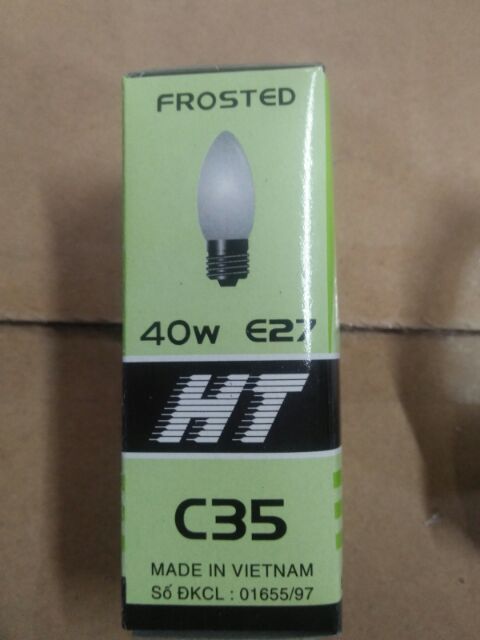 FROSTED
40W E27
HT
C35
MADE IN VIETNAM
Số ĐKCL : 01655/97